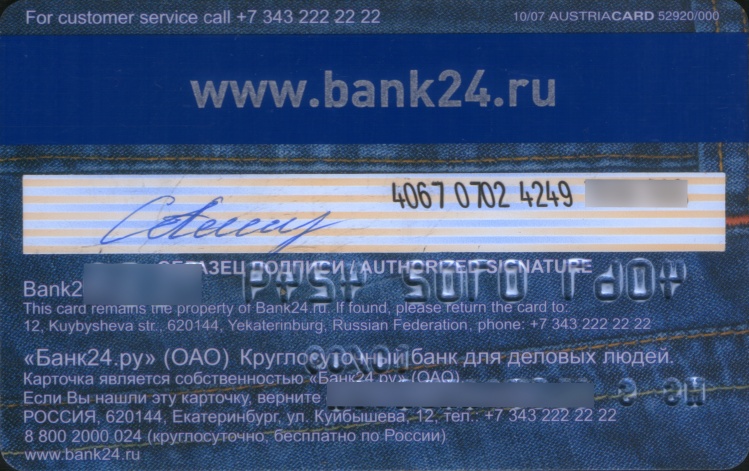 For customer service call +7 343 222 22 22
10/07 AUSTRIACARD 52920/000
www.bank24.ru
4067 0702 4249
ОБРАЗЕЦ ПОДПИСИ / AUTHORIZED SIGNATURE
This card remains the property of Bank24.ru. If found, please return the card to:
12, Kuybysheva str., 620144, Yekaterinburg, Russian Federation, phone: +7 343 222 22 22
«Банк24.ру» (ОАО) Круглосуточный банк для деловых людей.
Карточка является собственностью «Банк24.ру» (ОАО)
Если Вы нашли эту карточку, верните
РОССИЯ, 620144, Екатеринбург, ул. Куйбышева, 12, тел.: +7 343 222 22 22
8 800 2000 024 (круглосуточно, бесплатно по России)
www.bank24.ru